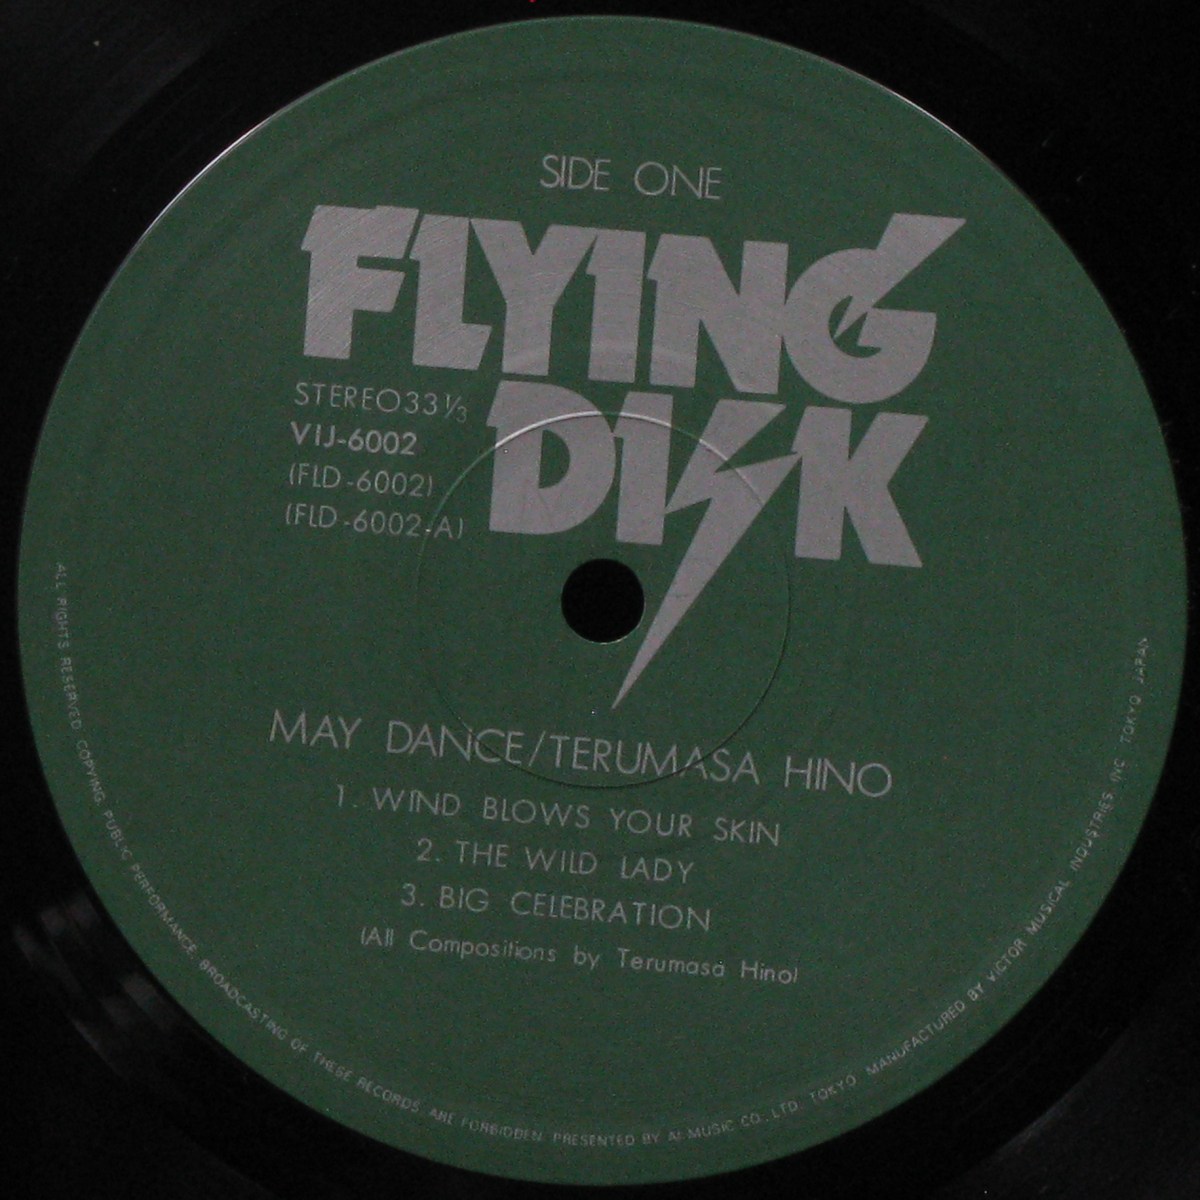 SIDE ONE
FLYING
DISK
STEREO 33 1/3
VIJ-6002
(FLD-6002)
(FLD-6002-A)
MAY DANCE/TERUMASA HINO
1. WIND BLOWS YOUR SKIN
2. THE WILD LADY
3. BIG CELEBRATION
(All Compositions by Terumasa Hino)
ALL RIGHTS RESERVED COPYING, PUBLIC PERFORMANCE, BROADCASTING OF THESE RECORDS ARE FORBIDDEN. PRESENTED BY AI MUSIC CO., LTD. TOKYO MANUFACTURED BY VICTOR MUSICAL INDUSTRIES, INC. TOKYO JAPAN